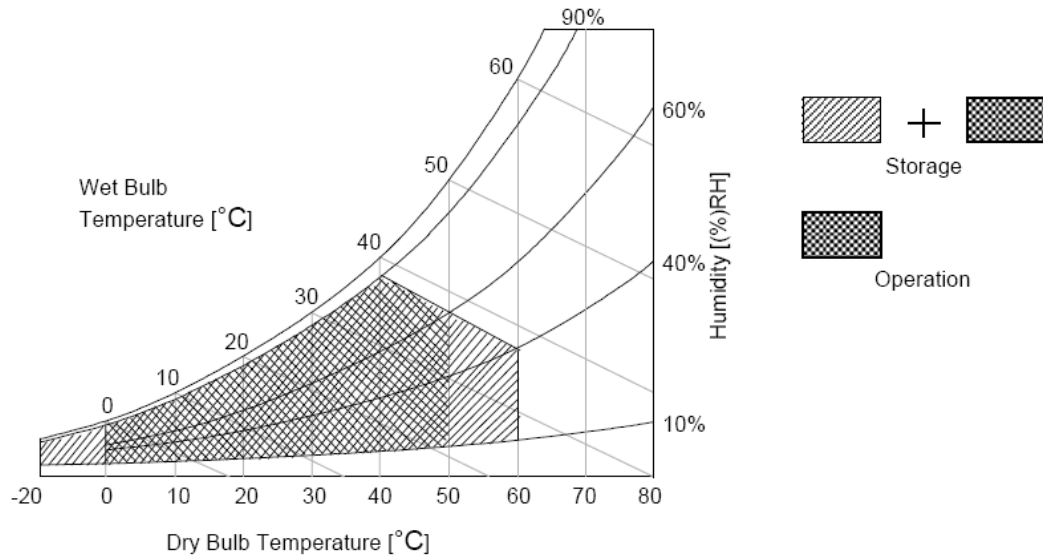 90%
60
60%
50
Wet Bulb
Temperature [°C]
Storage
40
40%
Humidity [(%)RH]
Operation
30
20
10
0
10%
-20 0 10 20 30 40 50 60 70 80
Dry Bulb Temperature [°C]